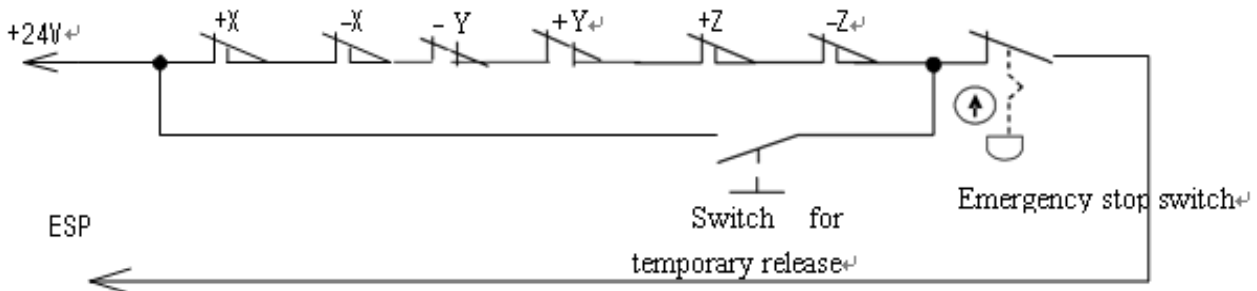 +24V↵
+X
-X
- Y
+Y↵
+Z
-Z↵
Emergency stop switch↵
Switch for
temporary release↵
ESP